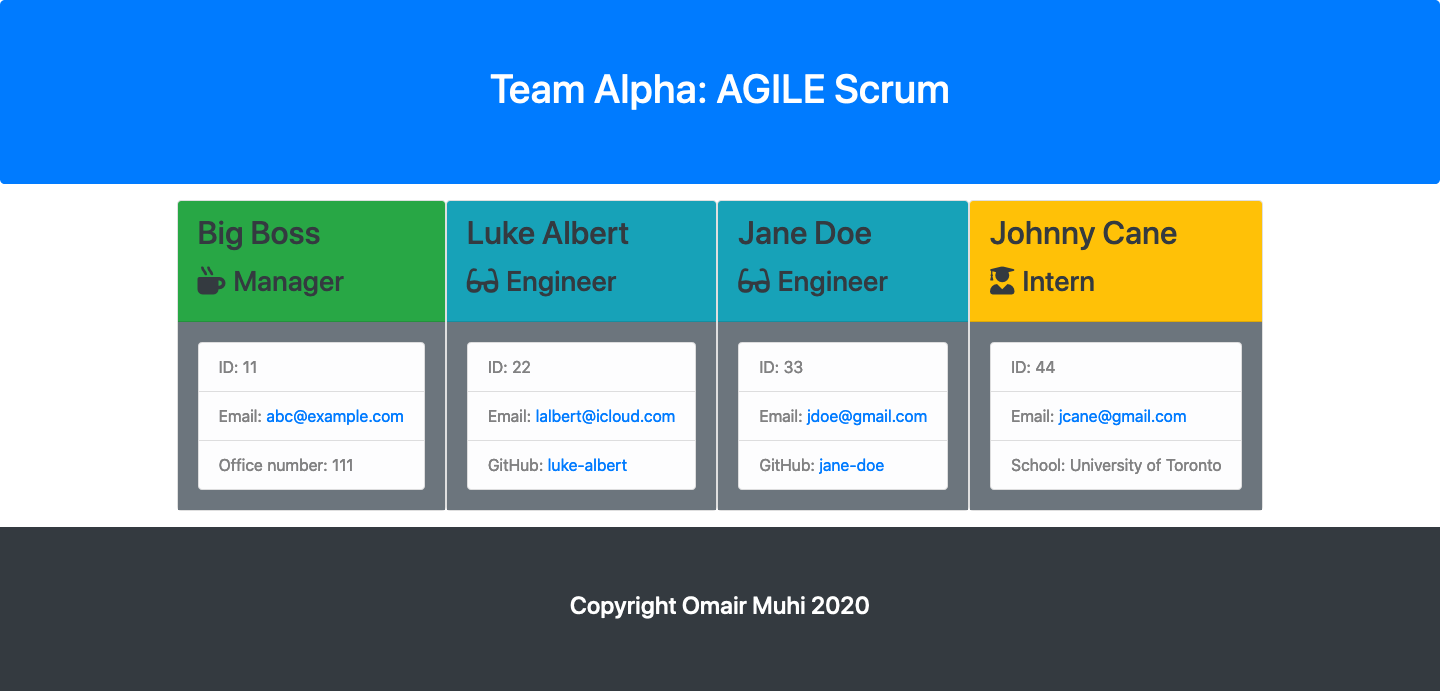 Team Alpha: AGILE Scrum
Big Boss
Manager
ID: 11
Email: abc@example.com
Office number: 111
Luke Albert
Engineer
ID: 22
Email: lalbert@icloud.com
GitHub: luke-albert
Jane Doe
Engineer
ID: 33
Email: jdoe@gmail.com
GitHub: jane-doe
Johnny Cane
Intern
ID: 44
Email: jcane@gmail.com
School: University of Toronto
Copyright Omair Muhi 2020